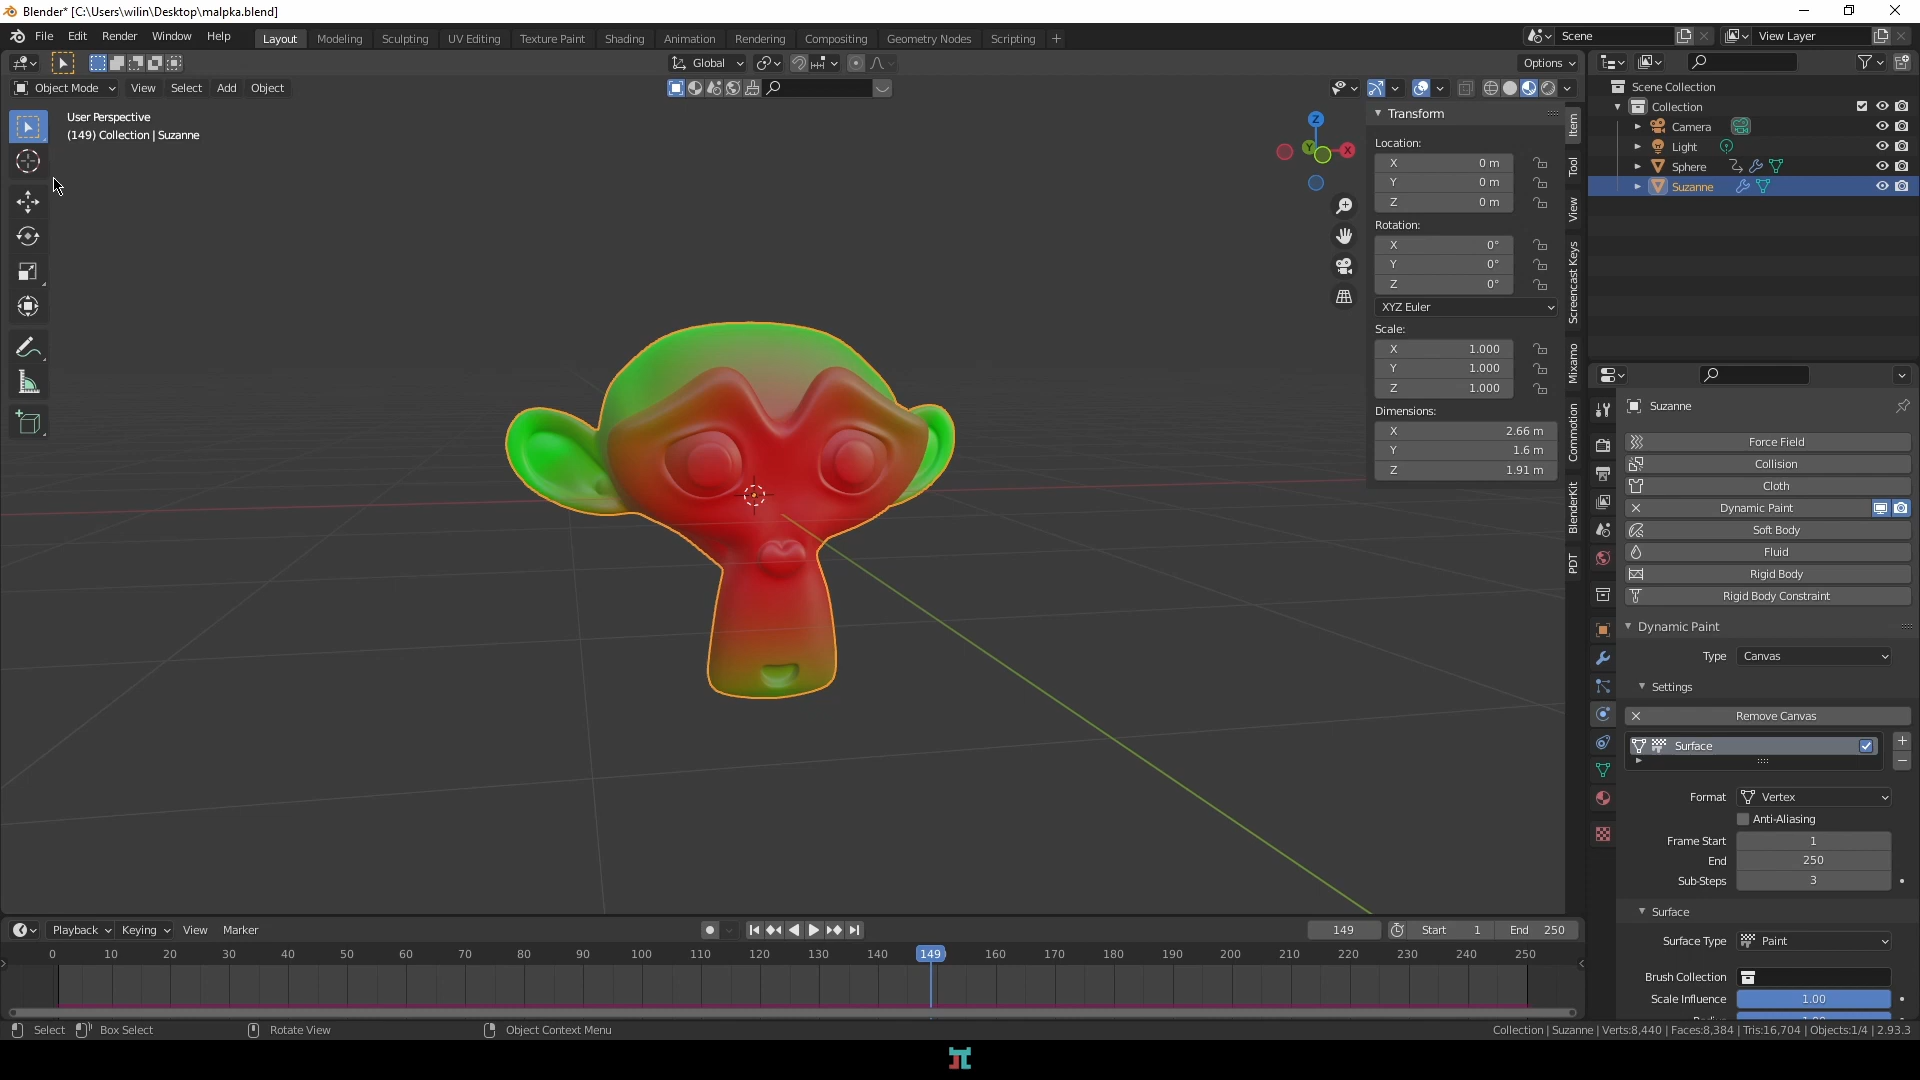 Blender* [C:\Users\wilin\Desktop\malpka.blend]
File Edit Render Window Help Layout Modeling Sculpting UV Editing Texture Paint Shading Animation Rendering Compositing Geometry Nodes Scripting + Scene View Layer
Global Options
Object Mode View Select Add Object
User Perspective
(149) Collection | Suzanne
Z
Y
X
Transform
Location:
X 0 m
Y 0 m
Z 0 m
Rotation:
X 0°
Y 0°
Z 0°
XYZ Euler
Scale:
X 1.000
Y 1.000
Z 1.000
Dimensions:
X 2.66 m
Y 1.6 m
Z 1.91 m
Item
Tool
View
Screencast Keys
Mixamo
Commotion
BlenderKit
PDT
Scene Collection
Collection
Camera
Light
Sphere
Suzanne
Suzanne
Force Field
Collision
Cloth
Dynamic Paint
Soft Body
Fluid
Rigid Body
Rigid Body Constraint
Dynamic Paint
Type Canvas
Settings
Remove Canvas
Surface
Format Vertex
Anti-Aliasing
Frame Start 1
End 250
Sub-Steps 3
Surface
Surface Type Paint
Brush Collection
Scale Influence 1.00
Playback Keying View Marker 149 Start 1 End 250
0 10 20 30 40 50 60 70 80 90 100 110 120 130 140 149 160 170 180 190 200 210 220 230 240 250
Select Box Select Rotate View Object Context Menu Collection | Suzanne | Verts:8,440 | Faces:8,384 | Tris:16,704 | Objects:1/4 | 2.93.3